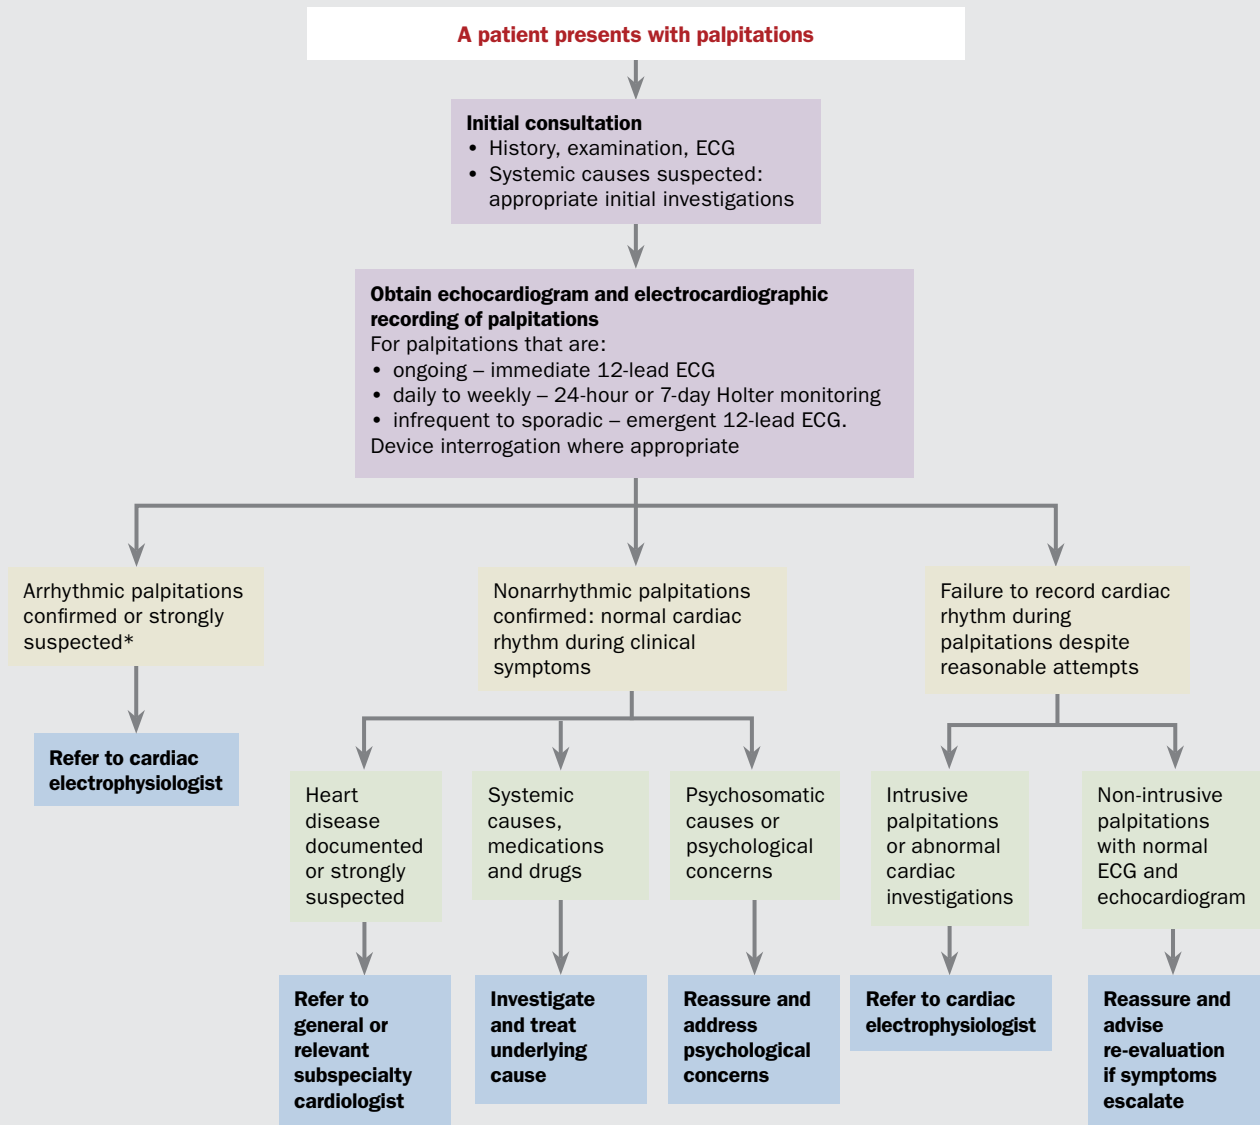 A patient presents with palpitations
Initial consultation
• History, examination, ECG
• Systemic causes suspected:
appropriate initial investigations
Obtain echocardiogram and electrocardiographic
recording of palpitations
For palpitations that are:
• ongoing – immediate 12-lead ECG
• daily to weekly – 24-hour or 7-day Holter monitoring
• infrequent to sporadic – emergent 12-lead ECG.
Device interrogation where appropriate
Arrhythmic palpitations
confirmed or strongly
suspected*
Refer to cardiac
electrophysiologist
Nonarrhythmic palpitations
confirmed: normal cardiac
rhythm during clinical
symptoms
Failure to record cardiac
rhythm during
palpitations despite
reasonable attempts
Heart
disease
documented
or strongly
suspected
Systemic
causes,
medications
and drugs
Psychosomatic
causes or
psychological
concerns
Intrusive
palpitations
or abnormal
cardiac
investigations
Non-intrusive
palpitations
with normal
ECG and
echocardiogram
Refer to
general or
relevant
subspecialty
cardiologist
Investigate
and treat
underlying
cause
Reassure and
address
psychological
concerns
Refer to cardiac
electrophysiologist
Reassure and
advise
re-evaluation
if symptoms
escalate